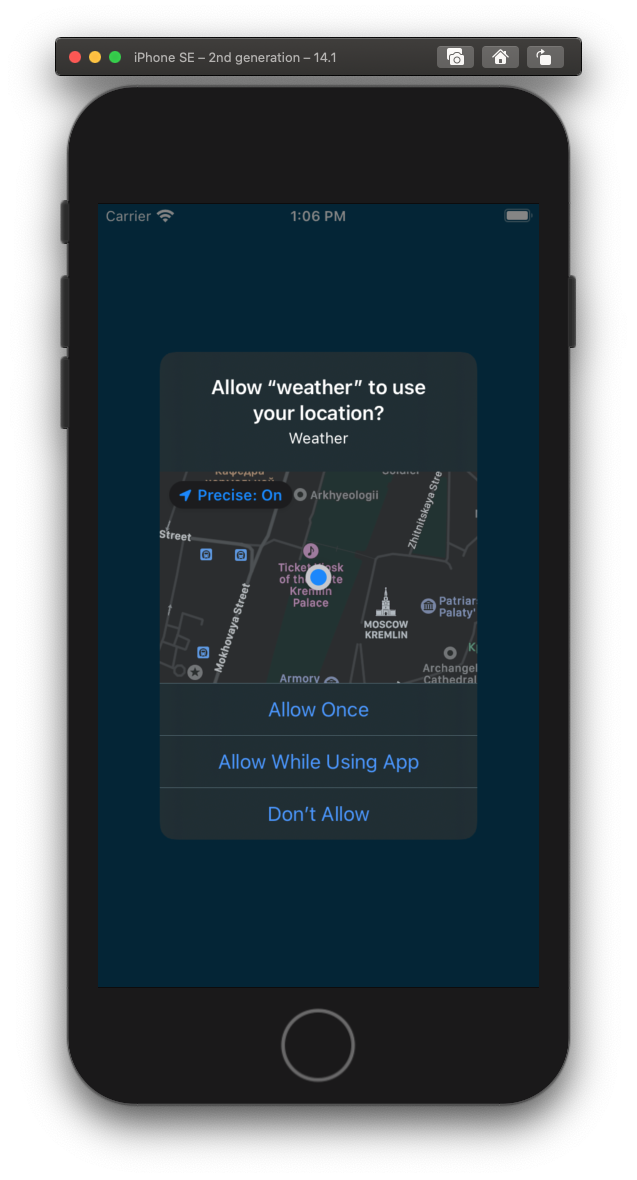 iPhone SE – 2nd generation – 14.1
Carrier
1:06 PM
Allow “weather” to use
your location?
Weather
Кафедра
Soldier
Precise: On
Arkhyeologii
Zhitnitskaya Stre
Street
Ticket Kiosk
of the State
Kremlin
Palace
Mokhovaya Street
MOSCOW
KREMLIN
Patriar
Palaty'
Archangel
Cathedral
Armory
Allow Once
Allow While Using App
Don’t Allow